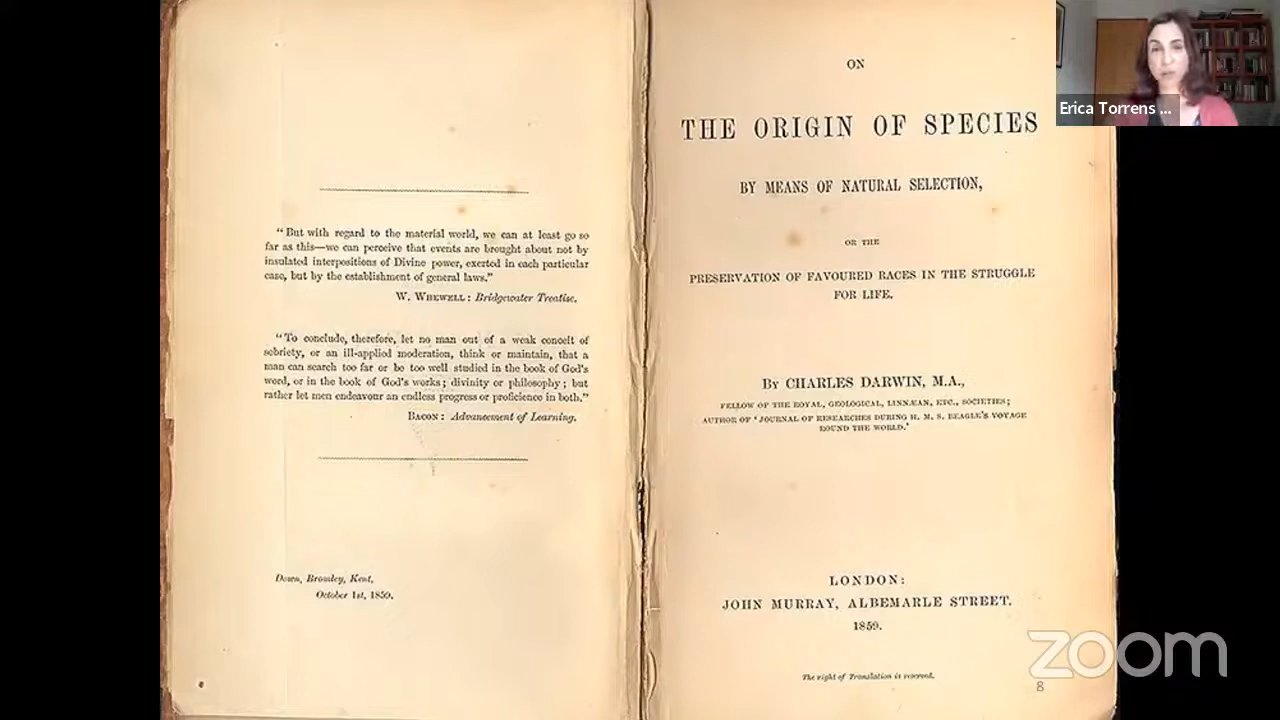 "But with regard to the material world, we can at least go so
far as this—we can perceive that events are brought about not by
insulated interpositions of Divine power, exerted in each particular
case, but by the establishment of general laws."
W. WHEWELL: Bridgewater Treatise.
"To conclude, therefore, let no man out of a weak conceit of
sobriety, or an ill-applied moderation, think or maintain, that a
man can search too far or be too well studied in the book of God's
word, or in the book of God's works; divinity or philosophy; but
rather let men endeavour an endless progress or proficience in both."
BACON: Advancement of Learning.
Down, Bromley, Kent,
October 1st, 1859.
ON
THE ORIGIN OF SPECIES
BY MEANS OF NATURAL SELECTION,
OR THE
PRESERVATION OF FAVOURED RACES IN THE STRUGGLE
FOR LIFE.
BY CHARLES DARWIN, M.A.,
FELLOW OF THE ROYAL, GEOLOGICAL, LINNÆAN, ETC., SOCIETIES;
AUTHOR OF 'JOURNAL OF RESEARCHES DURING H. M. S. BEAGLE'S VOYAGE
ROUND THE WORLD.'
LONDON:
JOHN MURRAY, ALBEMARLE STREET.
1859.
The right of Translation is reserved.
Erica Torrens ...
zoom
8